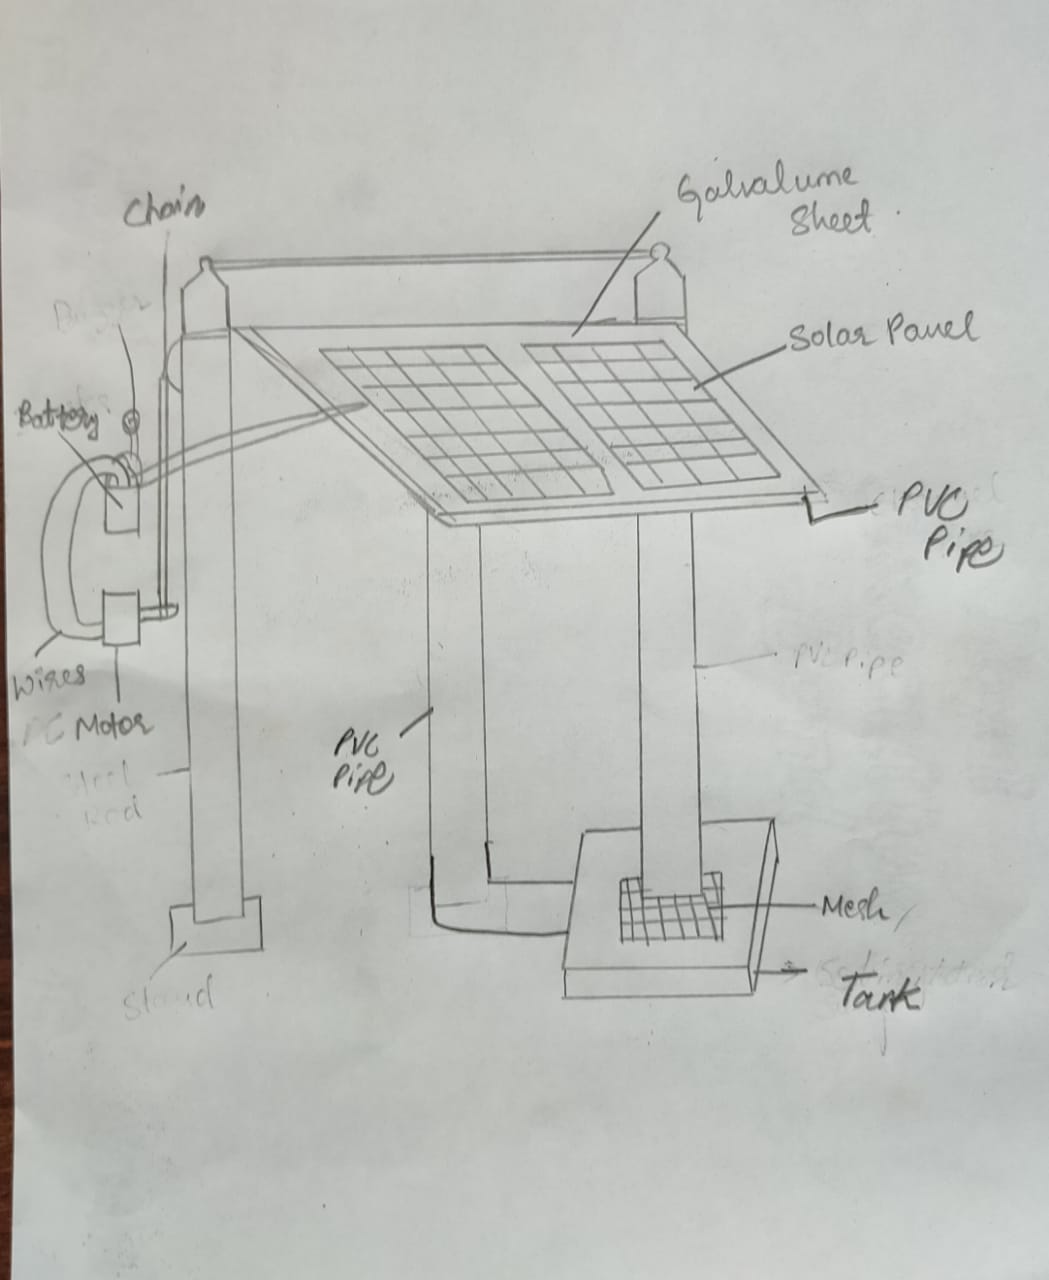 Chain
Galvalume
Sheet
Solar Panel
Battery
PVC
Pipe
PVC Pipe
Wires
DC Motor
PVC
Pipe
Steel
Rod
Mesh
Tank
Stand